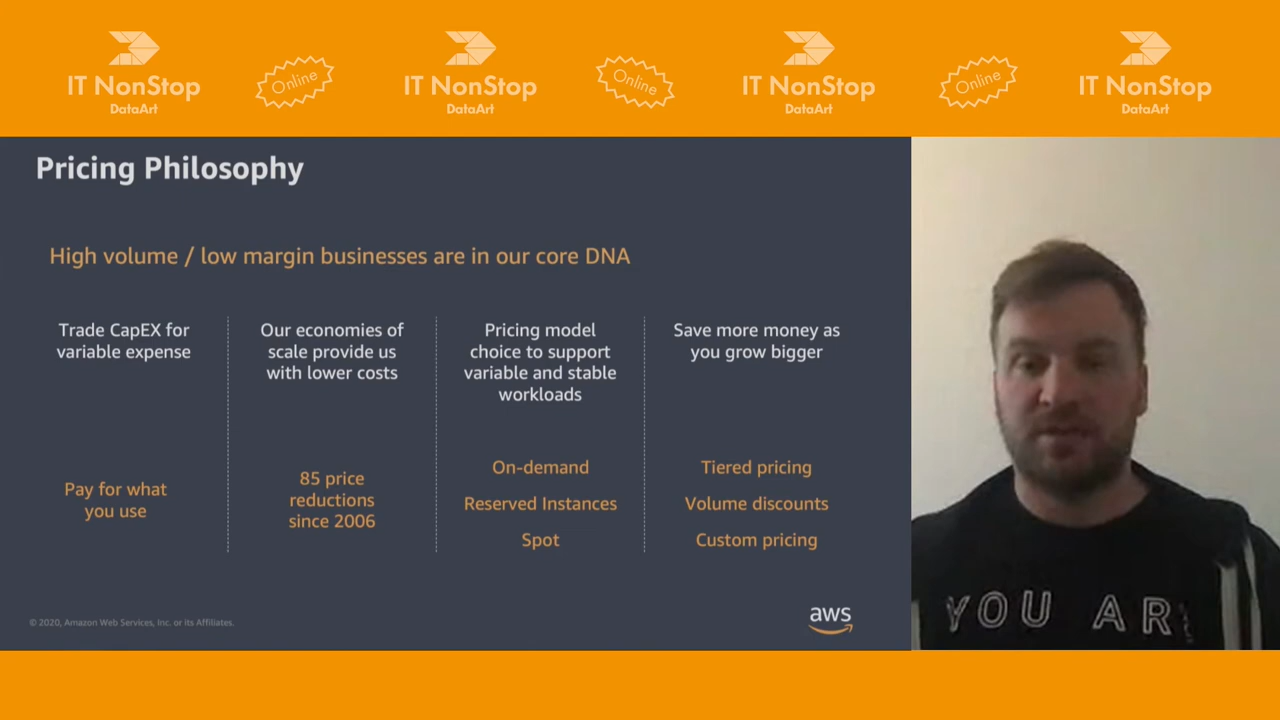 IT NonStop
DataArt
Online
IT NonStop
DataArt
Online
IT NonStop
DataArt
Online
IT NonStop
DataArt
Pricing Philosophy
High volume / low margin businesses are in our core DNA
Trade CapEX for
variable expense
Pay for what
you use
Our economies of
scale provide us
with lower costs
85 price
reductions
since 2006
Pricing model
choice to support
variable and stable
workloads
On-demand
Reserved Instances
Spot
Save more money as
you grow bigger
Tiered pricing
Volume discounts
Custom pricing
© 2020, Amazon Web Services, Inc. or its Affiliates.
aws
YOU AR